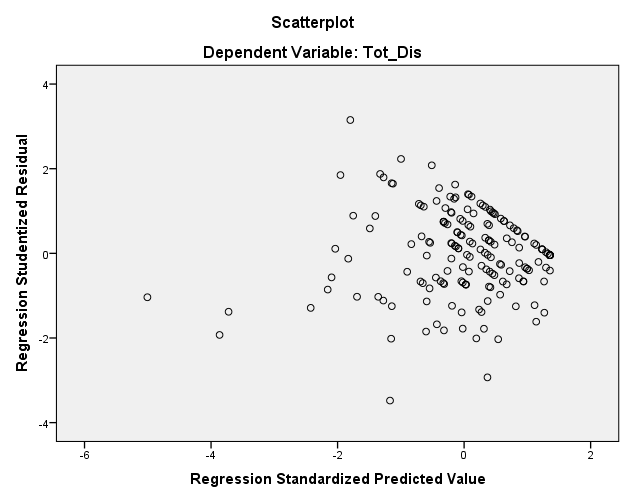 Scatterplot
Dependent Variable: Tot_Dis
Regression Studentized Residual
4
2
0
-2
-4
-6
-4
-2
0
2
Regression Standardized Predicted Value